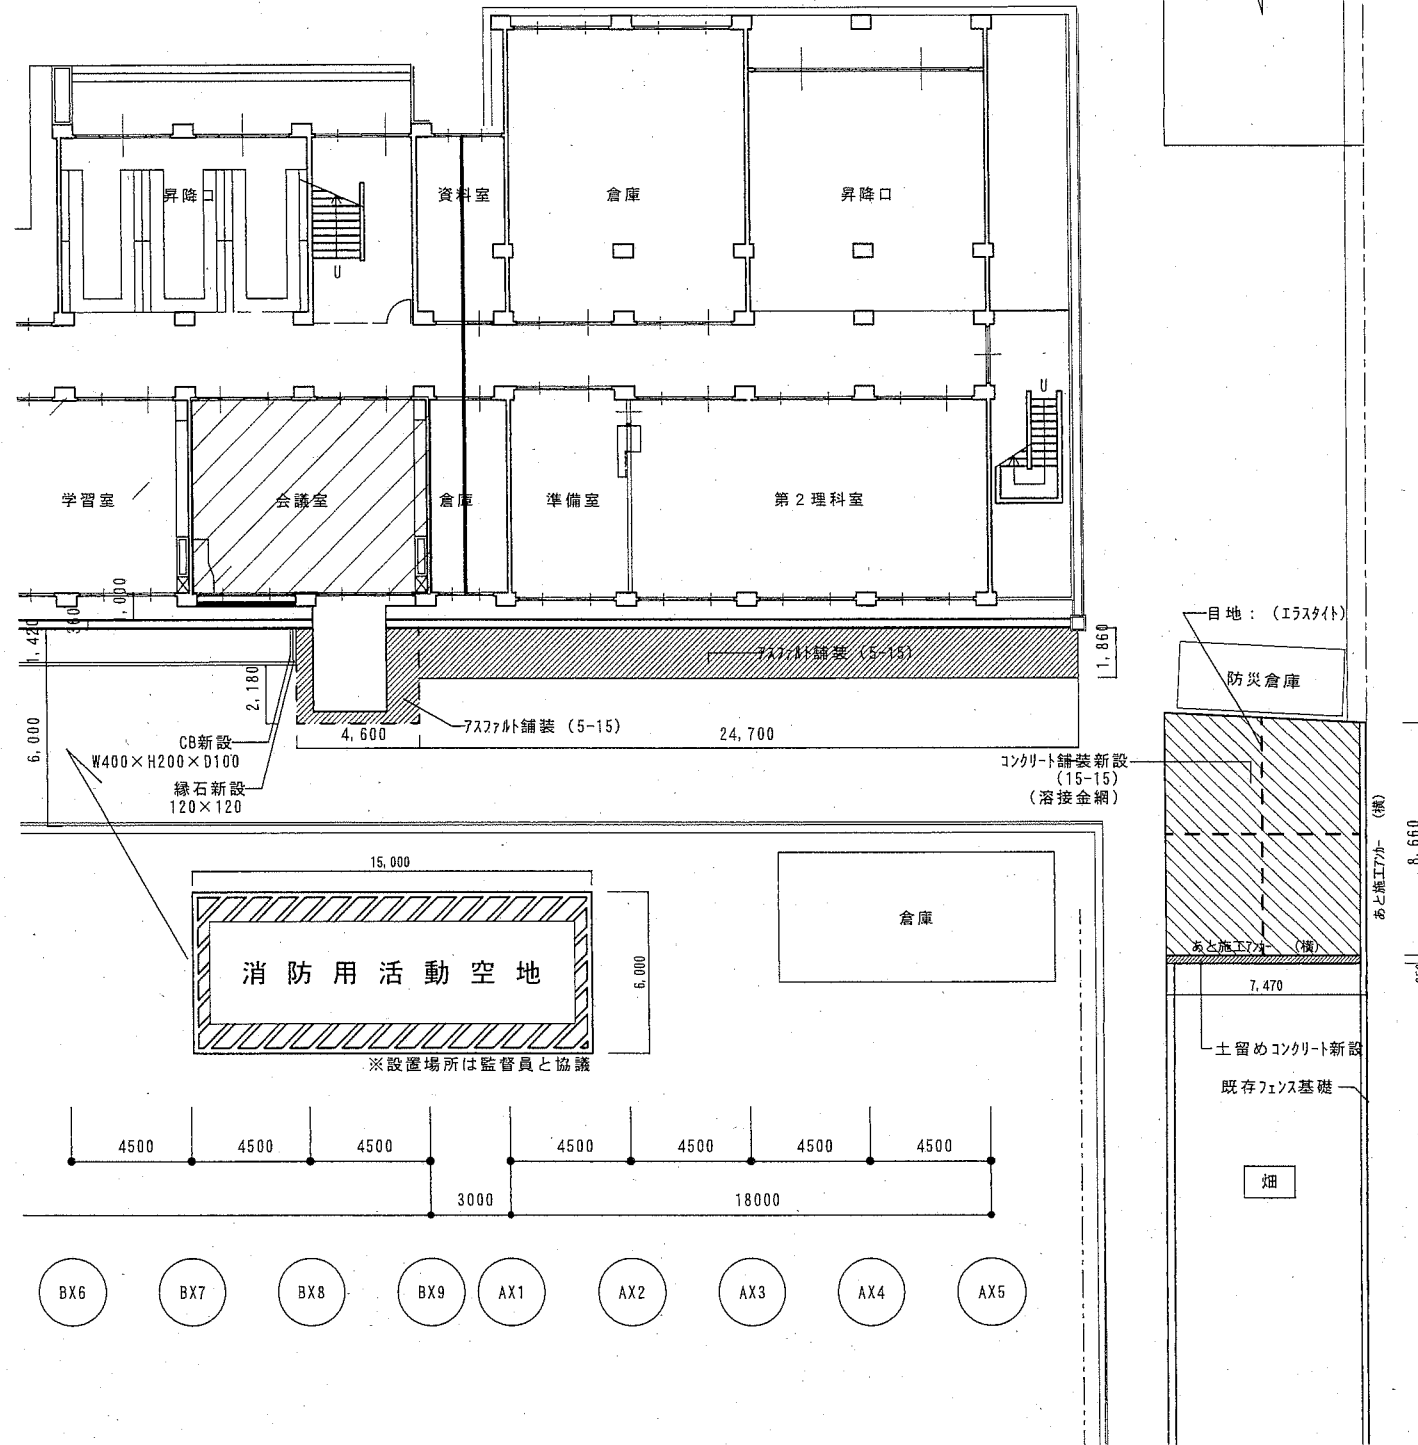 昇降口
資料室
倉庫
昇降口
U
U
学習室
会議室
倉庫
準備室
第2理科室
1,420
360
1,000
6,000
2,180
4,600
24,700
1,860
アスファルト舗装 (5-15)
アスファルト舗装 (5-15)
CB新設
W400×H200×D100
縁石新設
120×120
目地： (エラスタイト)
防災倉庫
コンクリート舗装新設
(15-15)
(溶接金網)
あと施工アンカー (横)
8,660
あと施工アンカー (横)
7,470
土留めコンクリート新設
既存フェンス基礎
畑
15,000
6,000
消防用活動空地
※設置場所は監督員と協議
倉庫
4500 4500 4500 4500 4500 4500 4500
3000 18000
BX6 BX7 BX8 BX9 AX1 AX2 AX3 AX4 AX5